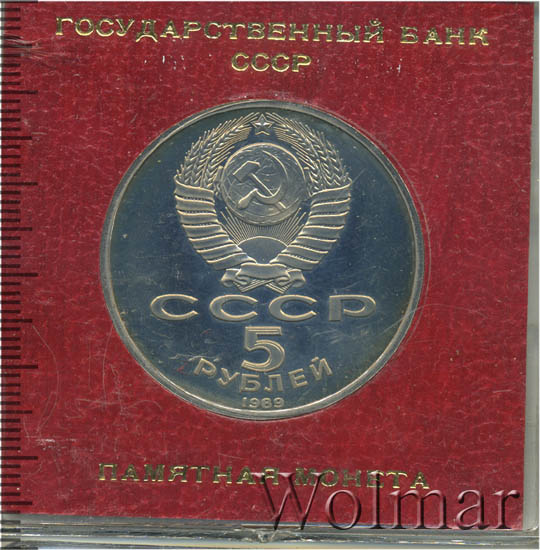 ГОСУДАРСТВЕННЫЙ БАНК
СССР
СССР
5
РУБЛЕЙ
1989
ПАМЯТНАЯ МОНЕТА
Wolmar